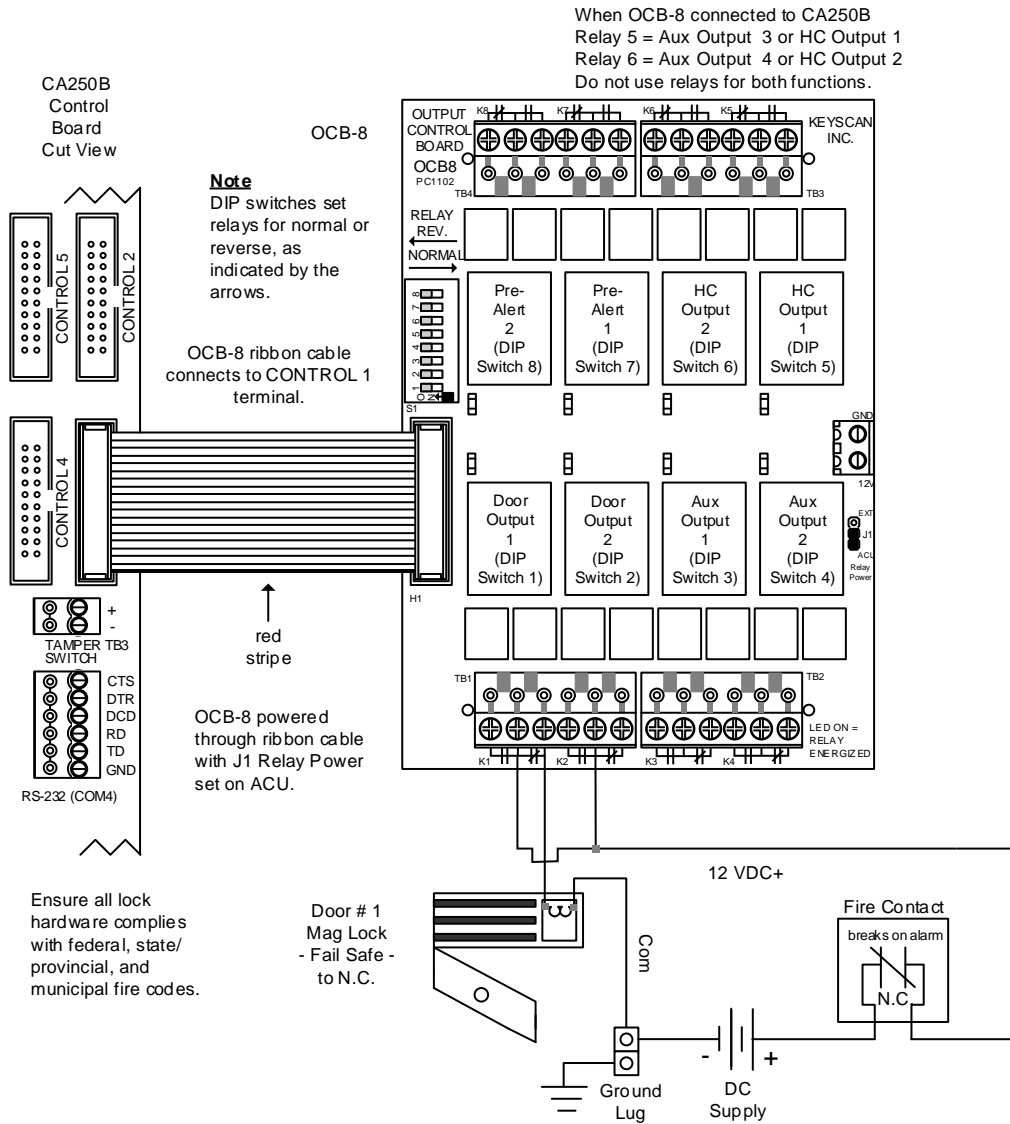 When OCB-8 connected to CA250B
Relay 5 = Aux Output 3 or HC Output 1
Relay 6 = Aux Output 4 or HC Output 2
Do not use relays for both functions.
CA250B
Control
Board
Cut View
OCB-8
OUTPUT
CONTROL
BOARD
OCB8
PC1102
K8
K7
K6
K5
KEYSCAN
INC.
TB4
TB3
Note
DIP switches set
relays for normal or
reverse, as
indicated by the
arrows.
RELAY
REV.
NORMAL
CONTROL 5
CONTROL 2
8
7
6
5
4
3
2
1
ON
S1
Pre-
Alert
2
(DIP
Switch 8)
Pre-
Alert
1
(DIP
Switch 7)
HC
Output
2
(DIP
Switch 6)
HC
Output
1
(DIP
Switch 5)
OCB-8 ribbon cable
connects to CONTROL 1
terminal.
GND
12V
EXT
J1
ACU
Relay
Power
CONTROL 4
Door
Output
1
(DIP
Switch 1)
Door
Output
2
(DIP
Switch 2)
Aux
Output
1
(DIP
Switch 3)
Aux
Output
2
(DIP
Switch 4)
H1
+
-
TAMPER TB3
SWITCH
red
stripe
CTS
DTR
DCD
RD
TD
GND
RS-232 (COM4)
OCB-8 powered
through ribbon cable
with J1 Relay Power
set on ACU.
TB1
TB2
K1
K2
K3
K4
LED ON =
RELAY
ENERGIZED
12 VDC+
Ensure all lock
hardware complies
with federal, state/
provincial, and
municipal fire codes.
Door # 1
Mag Lock
- Fail Safe -
to N.C.
Com
Fire Contact
breaks on alarm
N.C
-
+
Ground
Lug
DC
Supply